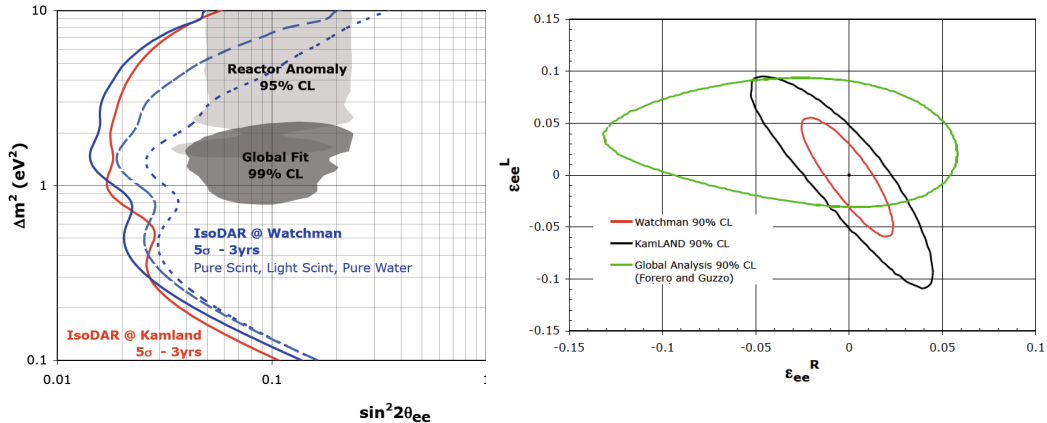 10
1
0.1
Δm² (eV²)
Reactor Anomaly
95% CL
Global Fit
99% CL
IsoDAR @ Watchman
5σ - 3yrs
Pure Scint, Light Scint, Pure Water
IsoDAR @ Kamland
5σ - 3yrs
0.01
0.1
1
sin²2θee
0.15
0.1
0.05
0
-0.05
-0.1
-0.15
εeeL
Watchman 90% CL
KamLAND 90% CL
Global Analysis 90% CL
(Forero and Guzzo)
-0.15
-0.1
-0.05
0
0.05
0.1
εeeR